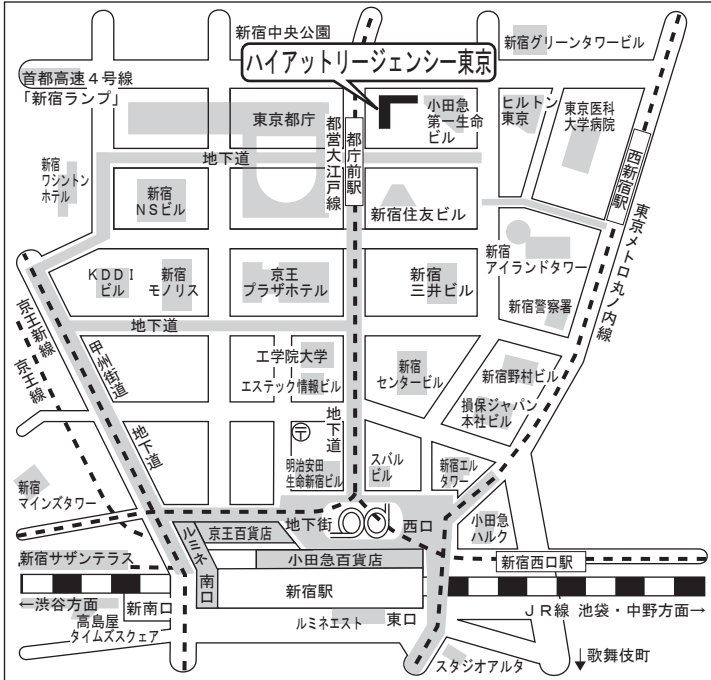 新宿中央公園
新宿グリーンタワービル
ハイアットリージェンシー東京
首都高速4号線
「新宿ランプ」
東京都庁
都営大江戸線
都庁前駅
小田急
第一生命
ビル
ヒルトン
東京
東京医科
大学病院
西新宿駅
地下道
新宿
ワシントン
ホテル
新宿
NSビル
新宿住友ビル
東京メトロ丸ノ内線
新宿
アイランドタワー
KDDI
ビル
新宿
モノリス
京王
プラザホテル
新宿
三井ビル
新宿警察署
京王新線
京王線
地下道
甲州街道
工学院大学
エステック情報ビル
新宿
センタービル
新宿野村ビル
損保ジャパン
本社ビル
地下道
地下道
〒
明治安田
生命新宿ビル
スバル
ビル
新宿エル
タワー
新宿
マインズタワー
小田急
ハルク
ルミネ
京王百貨店
地下街
西口
新宿サザンテラス
南口
小田急百貨店
新宿西口駅
新宿駅
←渋谷方面
新南口
JR線 池袋・中野方面→
高島屋
タイムズスクェア
ルミネエスト
東口
スタジオアルタ
↓歌舞伎町